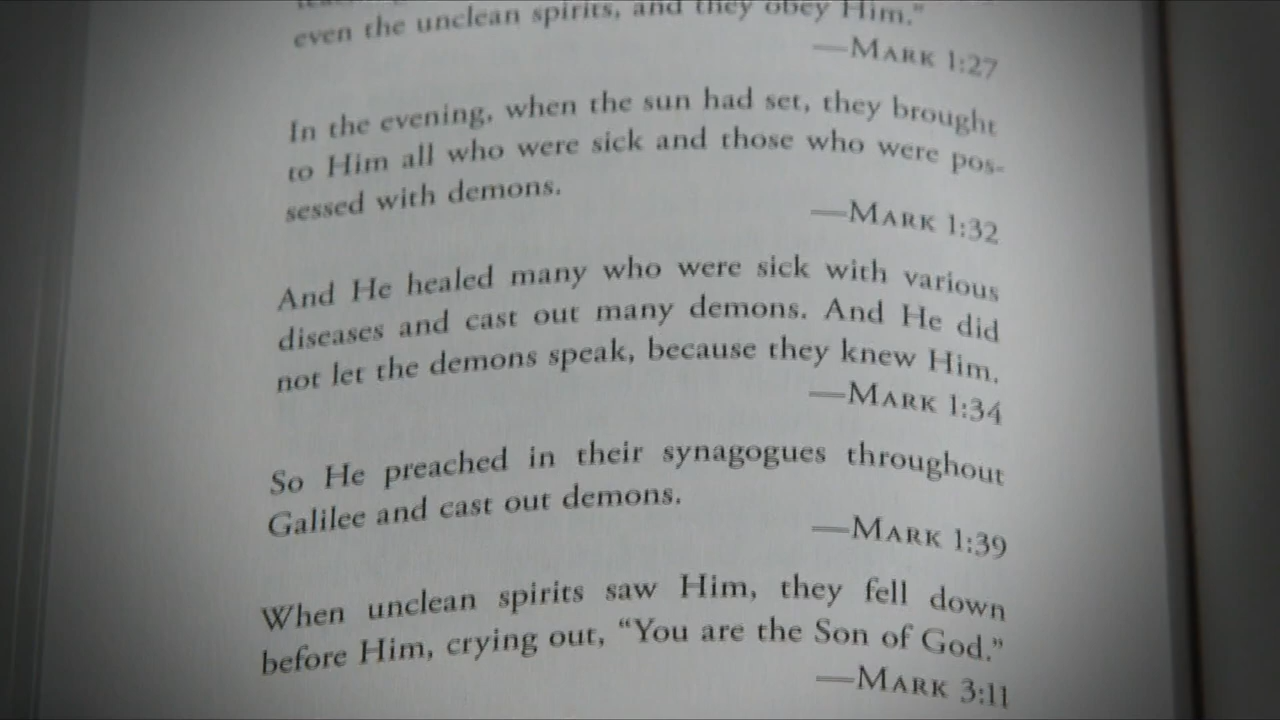 even the unclean spirits, and they obey Him."
—MARK 1:27
In the evening, when the sun had set, they brought
to Him all who were sick and those who were pos-
sessed with demons.
—MARK 1:32
And He healed many who were sick with various
diseases and cast out many demons. And He did
not let the demons speak, because they knew Him.
—MARK 1:34
So He preached in their synagogues throughout
Galilee and cast out demons.
—MARK 1:39
When unclean spirits saw Him, they fell down
before Him, crying out, “You are the Son of God.”
—MARK 3:11